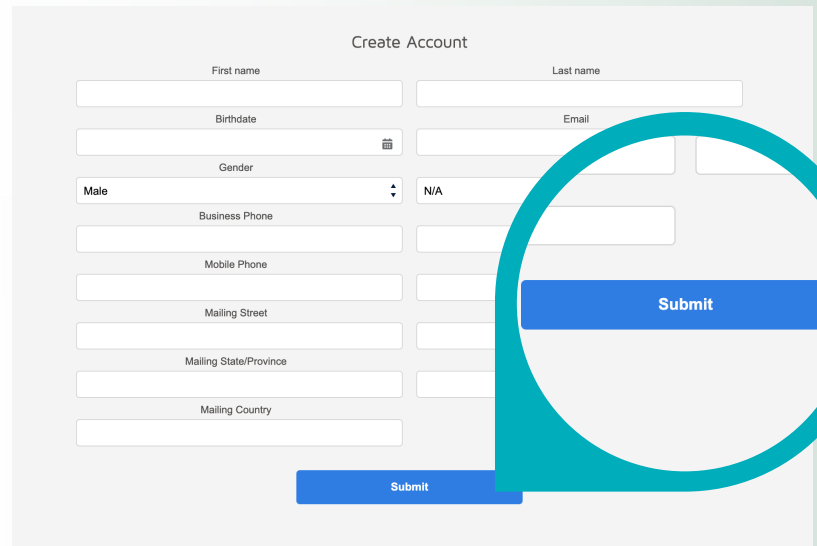 Create Account
First name Last name
Birthdate Email
Gender
Male N/A
Business Phone
Mobile Phone
Mailing Street
Submit
Mailing State/Province
Mailing Country
Submit